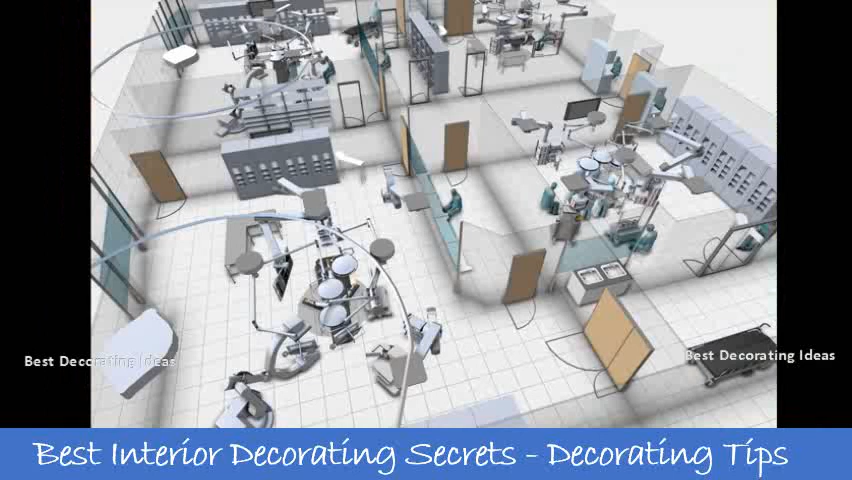 Best Decorating Ideas
Best Decorating Ideas
Best Interior Decorating Secrets - Decorating Tips